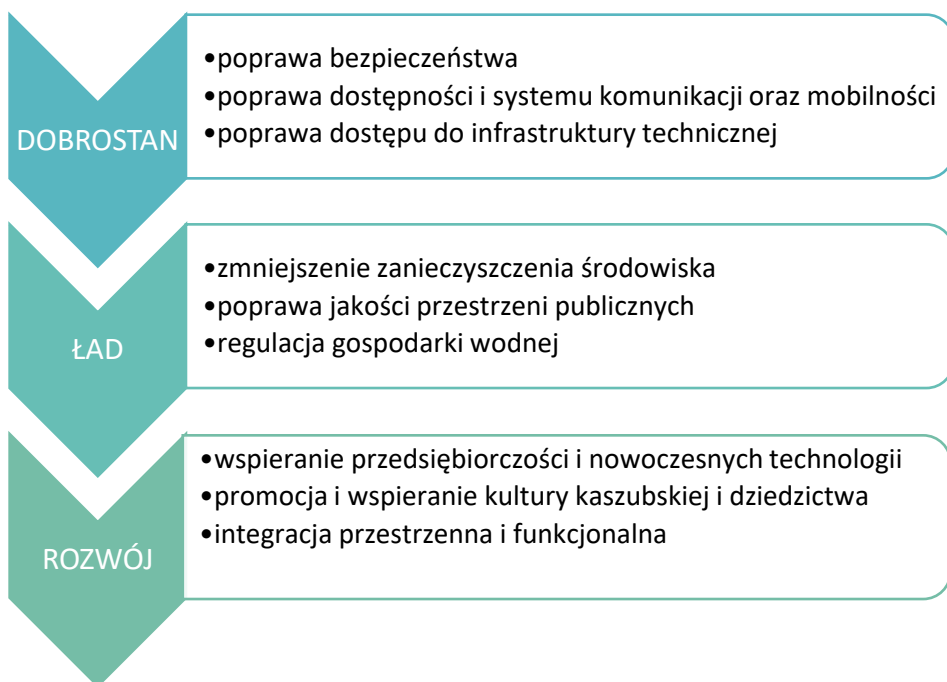 DOBROSTAN
•poprawa bezpieczeństwa
•poprawa dostępności i systemu komunikacji oraz mobilności
•poprawa dostępu do infrastruktury technicznej
ŁAD
•zmniejszenie zanieczyszczenia środowiska
•poprawa jakości przestrzeni publicznych
•regulacja gospodarki wodnej
ROZWÓJ
•wspieranie przedsiębiorczości i nowoczesnych technologii
•promocja i wspieranie kultury kaszubskiej i dziedzictwa
•integracja przestrzenna i funkcjonalna